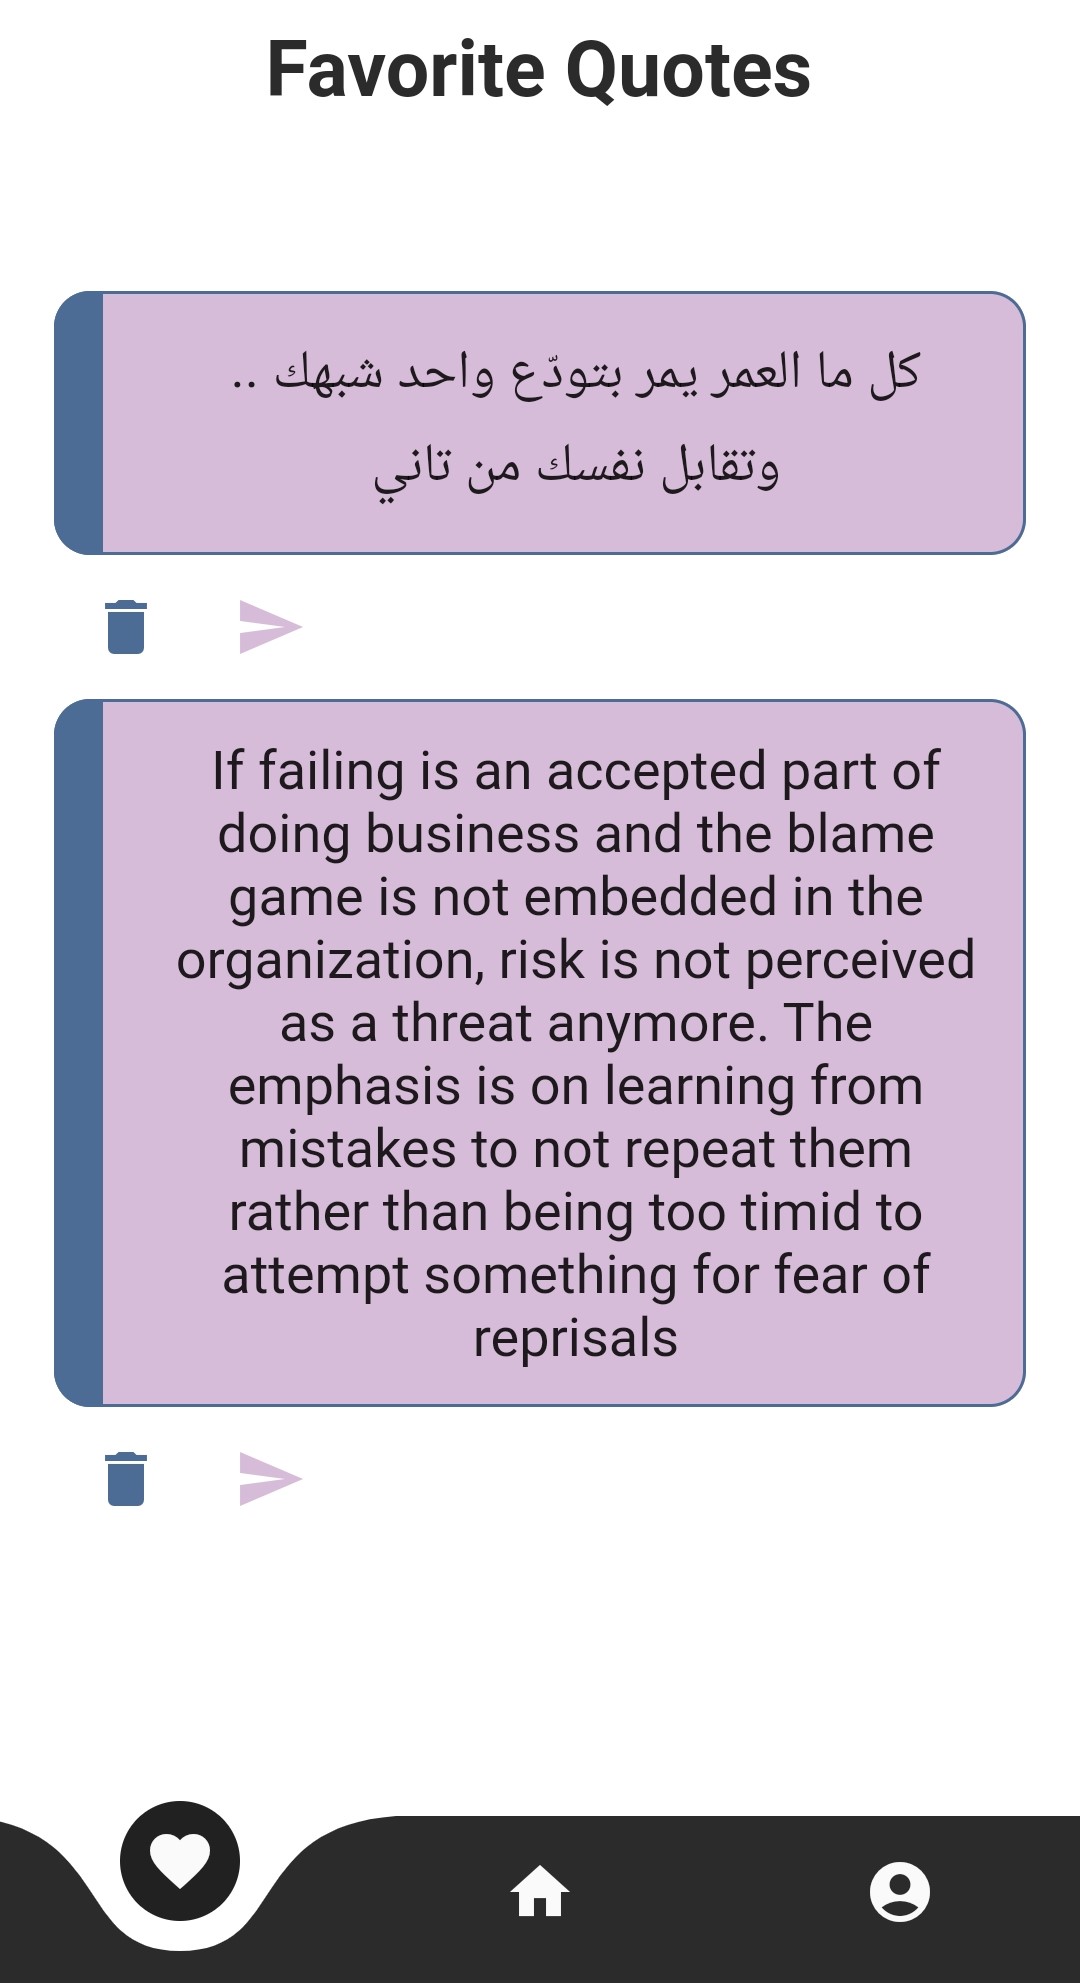 Favorite Quotes
كل ما العمر يمر بتودّع واحد شبهك ..
وتقابل نفسك من تاني
If failing is an accepted part of
doing business and the blame
game is not embedded in the
organization, risk is not perceived
as a threat anymore. The
emphasis is on learning from
mistakes to not repeat them
rather than being too timid to
attempt something for fear of
reprisals